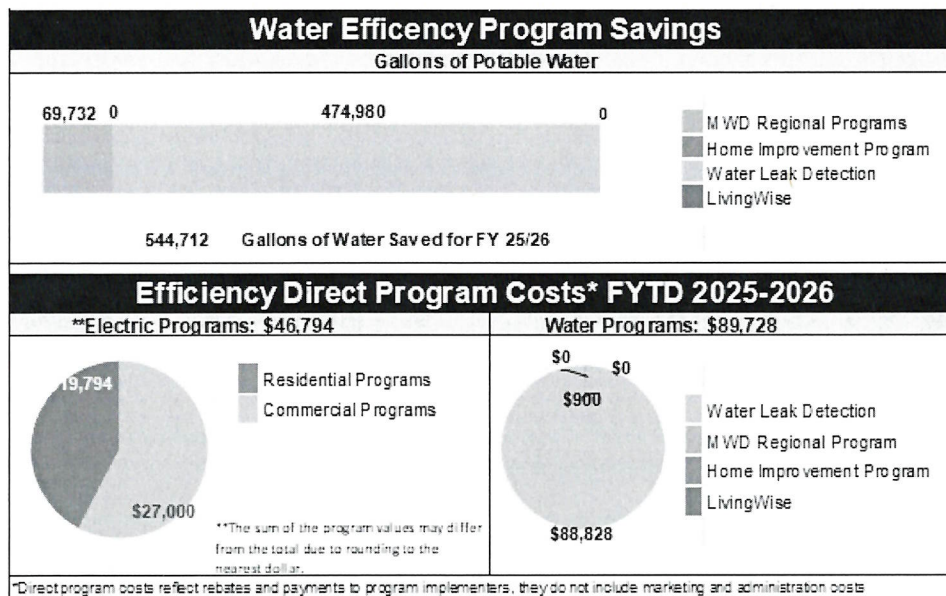 Water Efficency Program Savings
Gallons of Potable Water
69,732 0 474,980 0
MWD Regional Programs
Home Improvement Program
Water Leak Detection
LivingWise
544,712 Gallons of Water Saved for FY 25/26
Efficiency Direct Program Costs* FYTD 2025-2026
**Electric Programs: $46,794
19,794
Residential Programs
Commercial Programs
$27,000
**The sum of the program values may differ
from the total due to rounding to the
nearest dollar.
Water Programs: $89,728
$0 $0
$900
Water Leak Detection
MWD Regional Program
Home Improvement Program
LivingWise
$88,828
*Direct program costs reflect rebates and payments to program implementers, they do not include marketing and administration costs